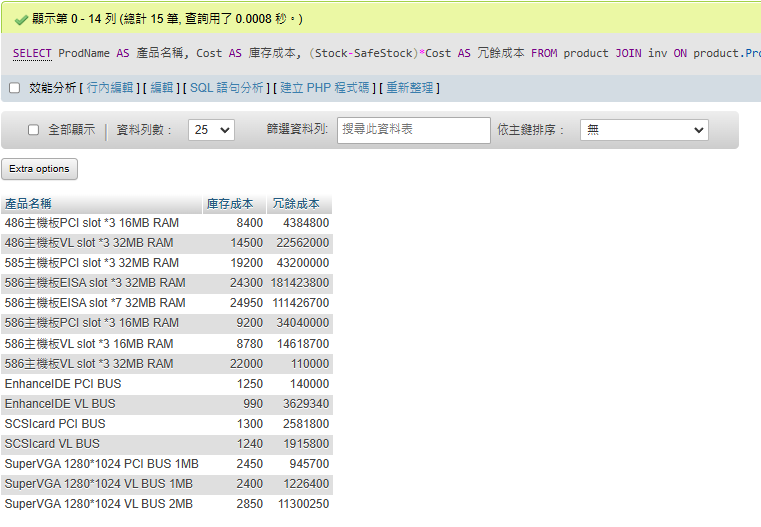 顯示第 0 - 14 列 (總計 15 筆, 查詢用了 0.0008 秒。)
SELECT ProdName AS 產品名稱, Cost AS 庫存成本, (Stock-SafeStock)*Cost AS 冗餘成本 FROM product JOIN inv ON product.Pro
效能分析 [ 行內編輯 ] [ 編輯 ] [ SQL 語句分析 ] [ 建立 PHP 程式碼 ] [ 重新整理 ]
全部顯示 | 資料列數： 25 篩選資料列: 搜尋此資料表 依主鍵排序： 無
Extra options
產品名稱 庫存成本 冗餘成本
486主機板PCI slot *3 16MB RAM 8400 4384800
486主機板VL slot *3 32MB RAM 14500 22562000
585主機板PCI slot *3 32MB RAM 19200 43200000
586主機板EISA slot *3 32MB RAM 24300 181423800
586主機板EISA slot *7 32MB RAM 24950 111426700
586主機板PCI slot *3 16MB RAM 9200 34040000
586主機板VL slot *3 16MB RAM 8780 14618700
586主機板VL slot *3 32MB RAM 22000 110000
EnhanceIDE PCI BUS 1250 140000
EnhanceIDE VL BUS 990 3629340
SCSIcard PCI BUS 1300 2581800
SCSIcard VL BUS 1240 1915800
SuperVGA 1280*1024 PCI BUS 1MB 2450 945700
SuperVGA 1280*1024 VL BUS 1MB 2400 1226400
SuperVGA 1280*1024 VL BUS 2MB 2850 11300250